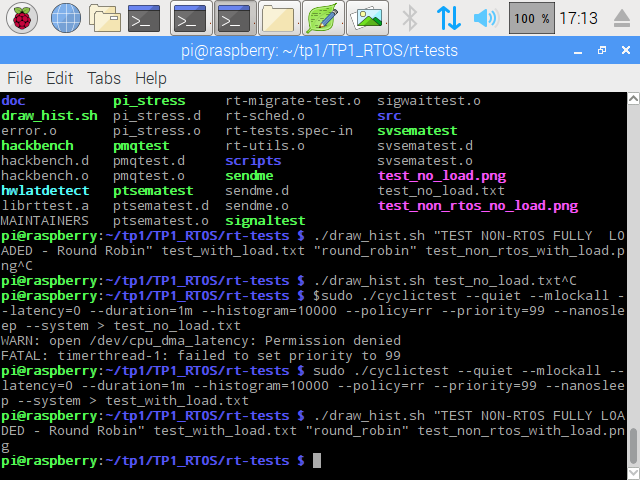 100 %
17:13
pi@raspberry: ~/tp1/TP1_RTOS/rt-tests
File Edit Tabs Help
doc pi_stress rt-migrate-test.o sigwaittest.o
draw_hist.sh pi_stress.d rt-sched.o src
error.o pi_stress.o rt-tests.spec-in svsematest
hackbench pmqtest rt-utils.o svsematest.d
hackbench.d pmqtest.d scripts svsematest.o
hackbench.o pmqtest.o sendme test_no_load.png
hwlatdetect ptsematest sendme.d test_no_load.txt
librttest.a ptsematest.d sendme.o test_non_rtos_no_load.png
MAINTAINERS ptsematest.o signaltest
pi@raspberry:~/tp1/TP1_RTOS/rt-tests $ ./draw_hist.sh "TEST NON-RTOS FULLY  LO
ADED - Round Robin" test_with_load.txt "round_robin" test_non_rtos_with_load.p
ng^C
pi@raspberry:~/tp1/TP1_RTOS/rt-tests $ ./draw_hist.sh test_no_load.txt^C
pi@raspberry:~/tp1/TP1_RTOS/rt-tests $ $sudo ./cyclictest --quiet --mlockall -
-latency=0 --duration=1m --histogram=10000 --policy=rr --priority=99 --nanosle
ep --system > test_no_load.txt
WARN: open /dev/cpu_dma_latency: Permission denied
FATAL: timerthread-1: failed to set priority to 99
pi@raspberry:~/tp1/TP1_RTOS/rt-tests $ sudo ./cyclictest --quiet --mlockall --
latency=0 --duration=1m --histogram=10000 --policy=rr --priority=99 --nanoslee
p --system > test_with_load.txt
pi@raspberry:~/tp1/TP1_RTOS/rt-tests $ ./draw_hist.sh "TEST NON-RTOS FULLY LOA
DED - Round Robin" test_with_load.txt "round_robin" test_non_rtos_with_load.pn
g
pi@raspberry:~/tp1/TP1_RTOS/rt-tests $